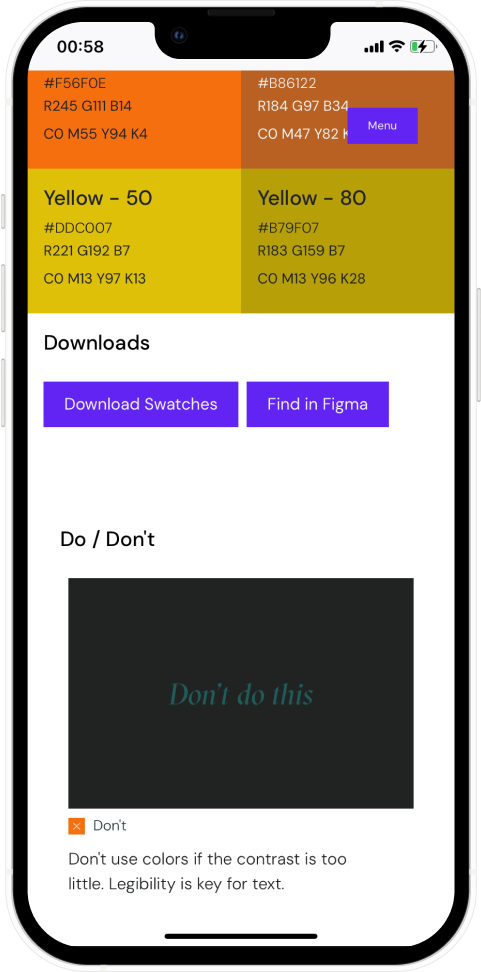 00:58
#F56F0E
R245 G111 B14
C0 M55 Y94 K4
#B86122
R184 G97 B34
C0 M47 Y82
Menu
Yellow - 50
#DDC007
R221 G192 B7
C0 M13 Y97 K13
Yellow - 80
#B79F07
R183 G159 B7
C0 M13 Y96 K28
Downloads
Download Swatches
Find in Figma
Do / Don't
Don't do this
Don't
Don't use colors if the contrast is too
little. Legibility is key for text.